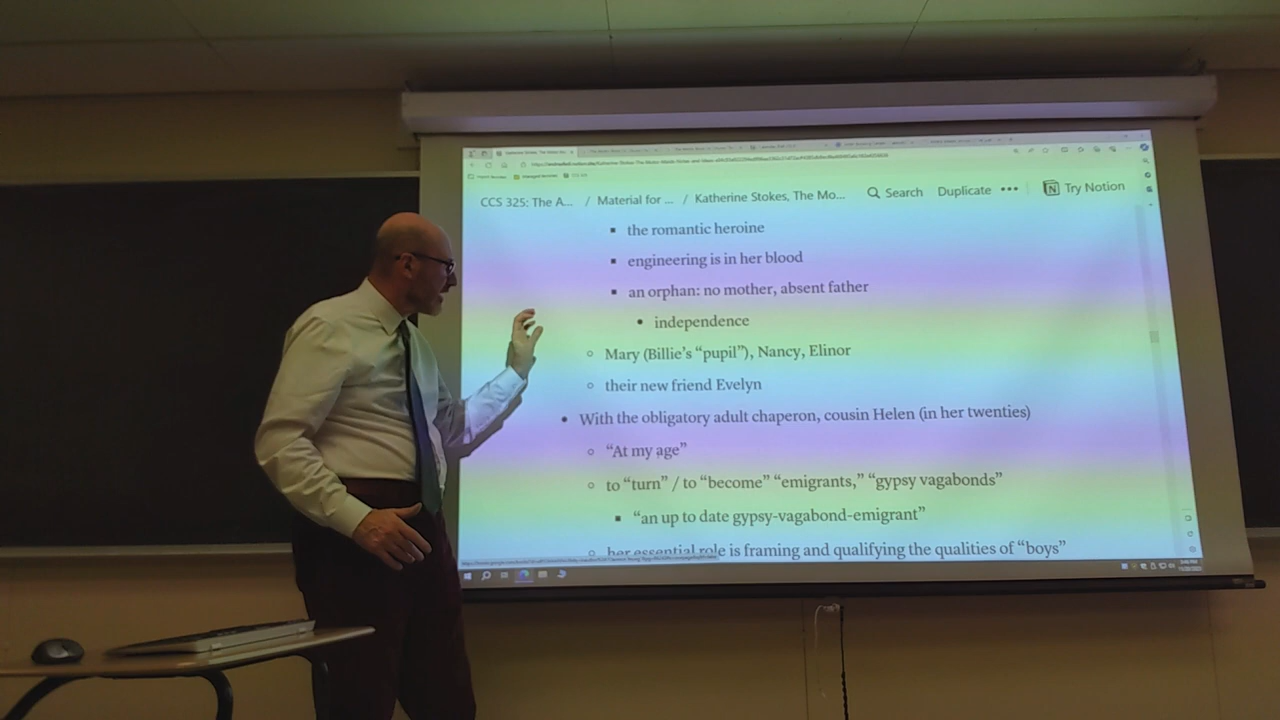 CCS 325: The A... / Material for ... / Katherine Stokes, The Mo... Search Duplicate ••• Try Notion
▪ the romantic heroine
▪ engineering is in her blood
▪ an orphan: no mother, absent father
• independence
◦ Mary (Billie's “pupil”), Nancy, Elinor
◦ their new friend Evelyn
• With the obligatory adult chaperon, cousin Helen (in her twenties)
◦ “At my age”
◦ to “turn” / to “become” “emigrants,” “gypsy vagabonds”
▪ “an up to date gypsy-vagabond-emigrant”
◦ her essential role is framing and qualifying the qualities of “boys”